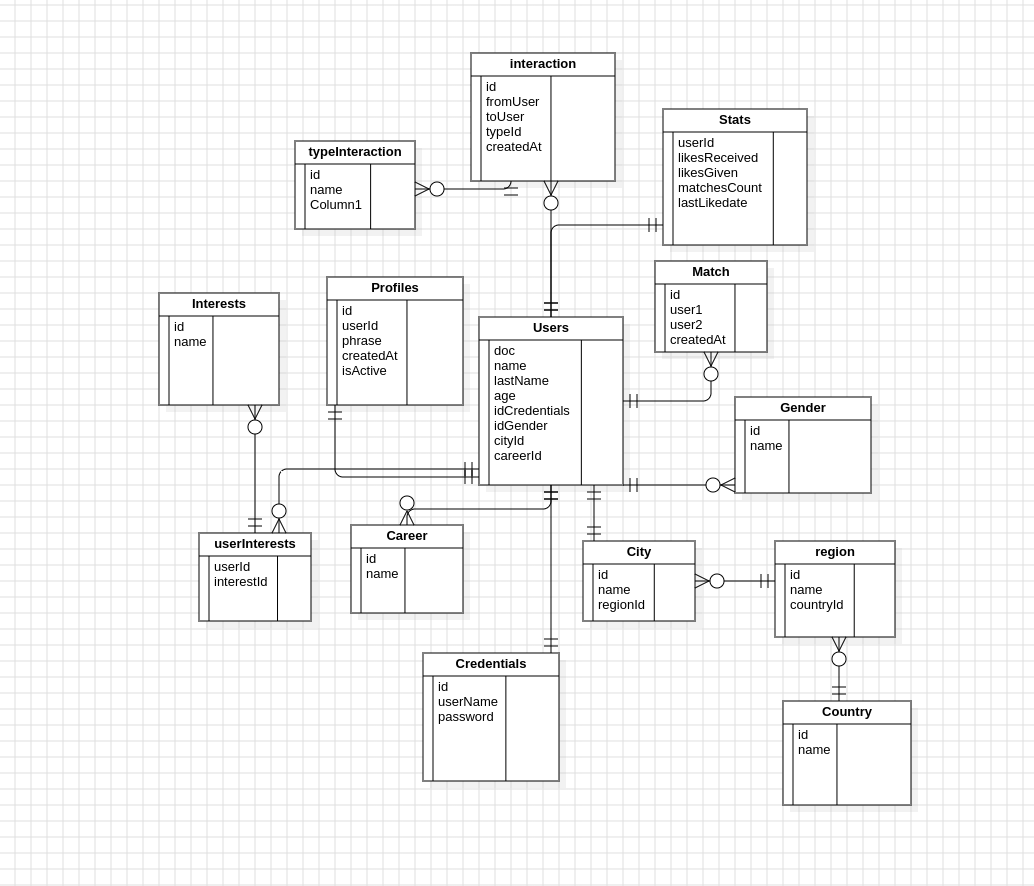 interaction
id
fromUser
toUser
typeId
createdAt
Stats
userId
likesReceived
likesGiven
matchesCount
lastLikedate
typeInteraction
id
name
Column1
Match
id
user1
user2
createdAt
Profiles
id
userId
phrase
createdAt
isActive
Interests
id
name
Users
doc
name
lastName
age
idCredentials
idGender
cityId
careerId
Gender
id
name
userInterests
userId
interestId
Career
id
name
City
id
name
regionId
region
id
name
countryId
Credentials
id
userName
password
Country
id
name